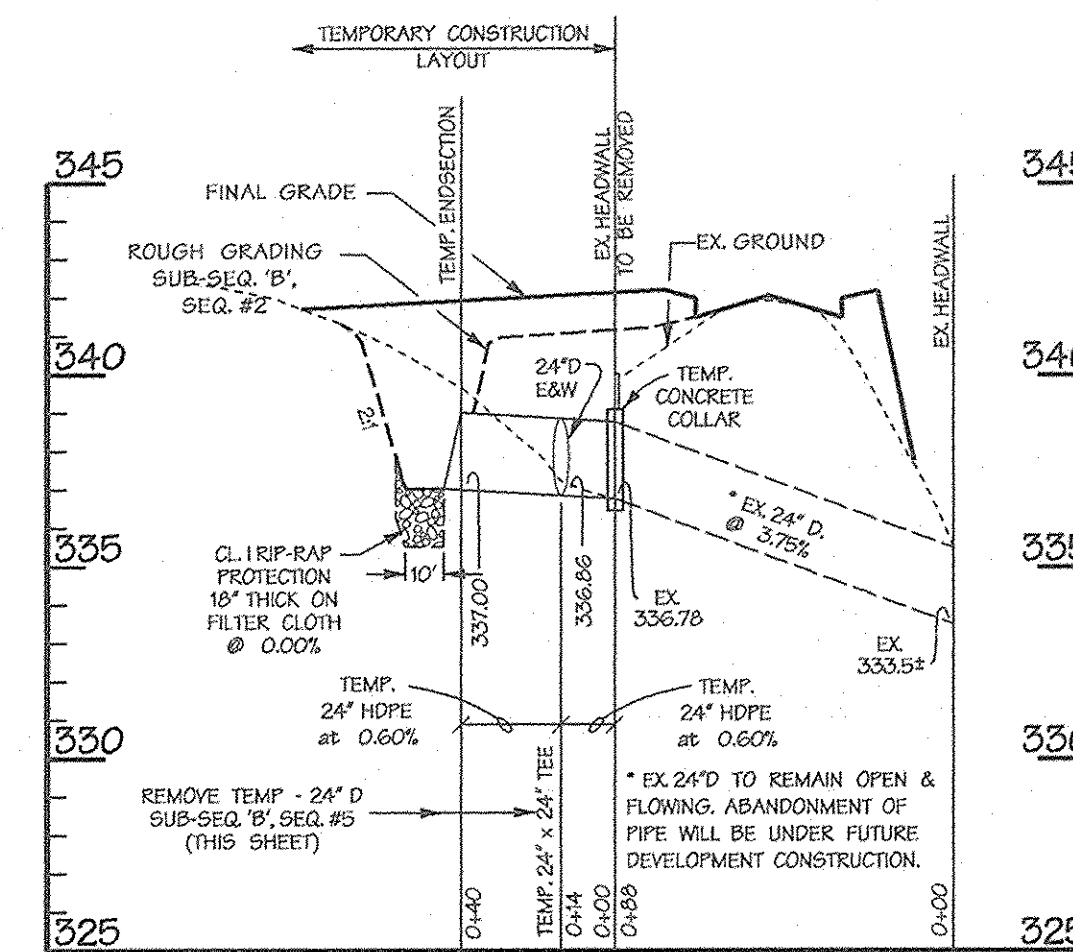 TEMPORARY CONSTRUCTION
LAYOUT
TEMP. ENDSECTION
EX. HEADWALL
TO BE REMOVED
EX. HEADWALL
345
345
FINAL GRADE
ROUGH GRADING
SUB-SEQ. 'B',
SEQ. #2
EX. GROUND
340
340
24"D
E&W
TEMP.
CONCRETE
COLLAR
2:1
* EX. 24" D.
@ 3.75%
335
335
CL. I RIP-RAP
PROTECTION
18" THICK ON
FILTER CLOTH
@ 0.00%
10'
337.00
336.86
EX.
336.78
EX.
333.5±
TEMP.
24" HDPE
at 0.60%
TEMP.
24" HDPE
at 0.60%
330
330
REMOVE TEMP - 24" D
SUB-SEQ. 'B', SEQ. #5
(THIS SHEET)
TEMP. 24" x 24" TEE
* EX. 24"D TO REMAIN OPEN &
FLOWING. ABANDONMENT OF
PIPE WILL BE UNDER FUTURE
DEVELOPMENT CONSTRUCTION.
0+40
0+14
0+00
0+88
0+00
325
325